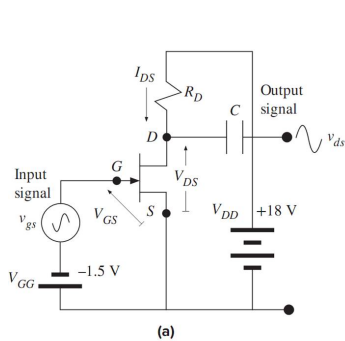 I_DS
R_D
Output
signal
C
D
v_ds
G
Input
signal
V_DS
v_gs
V_GS
S
V_DD
+18 V
V_GG
–1.5 V
(a)